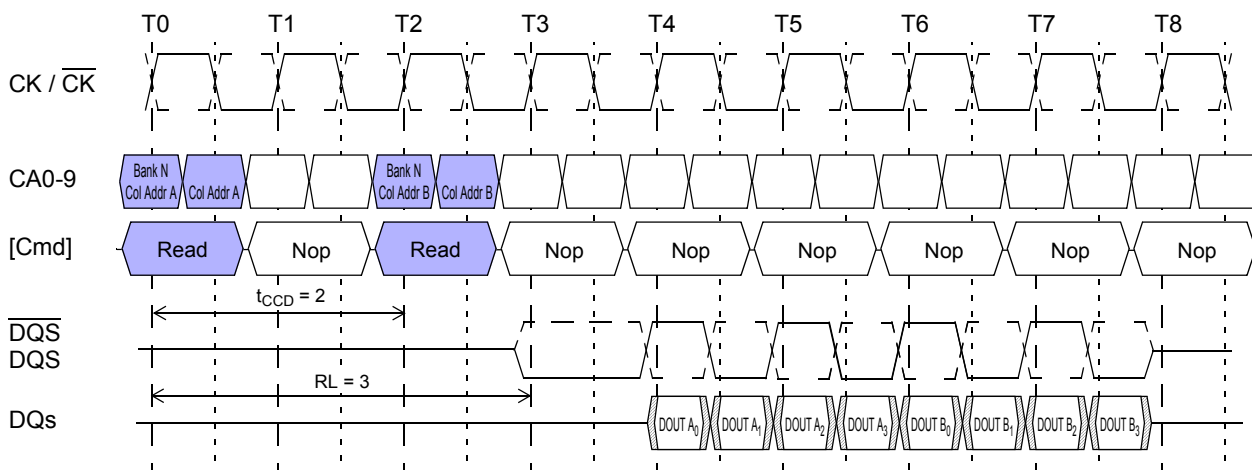 T0 T1 T2 T3 T4 T5 T6 T7 T8
CK / C̅K̅
CA0-9
Bank N
Col Addr A
Col Addr A
Bank N
Col Addr B
Col Addr B
[Cmd]
Read Nop Read Nop Nop Nop Nop Nop Nop
tCCD = 2
D̅Q̅S̅
DQS
RL = 3
DQs
DOUT A0 DOUT A1 DOUT A2 DOUT A3 DOUT B0 DOUT B1 DOUT B2 DOUT B3